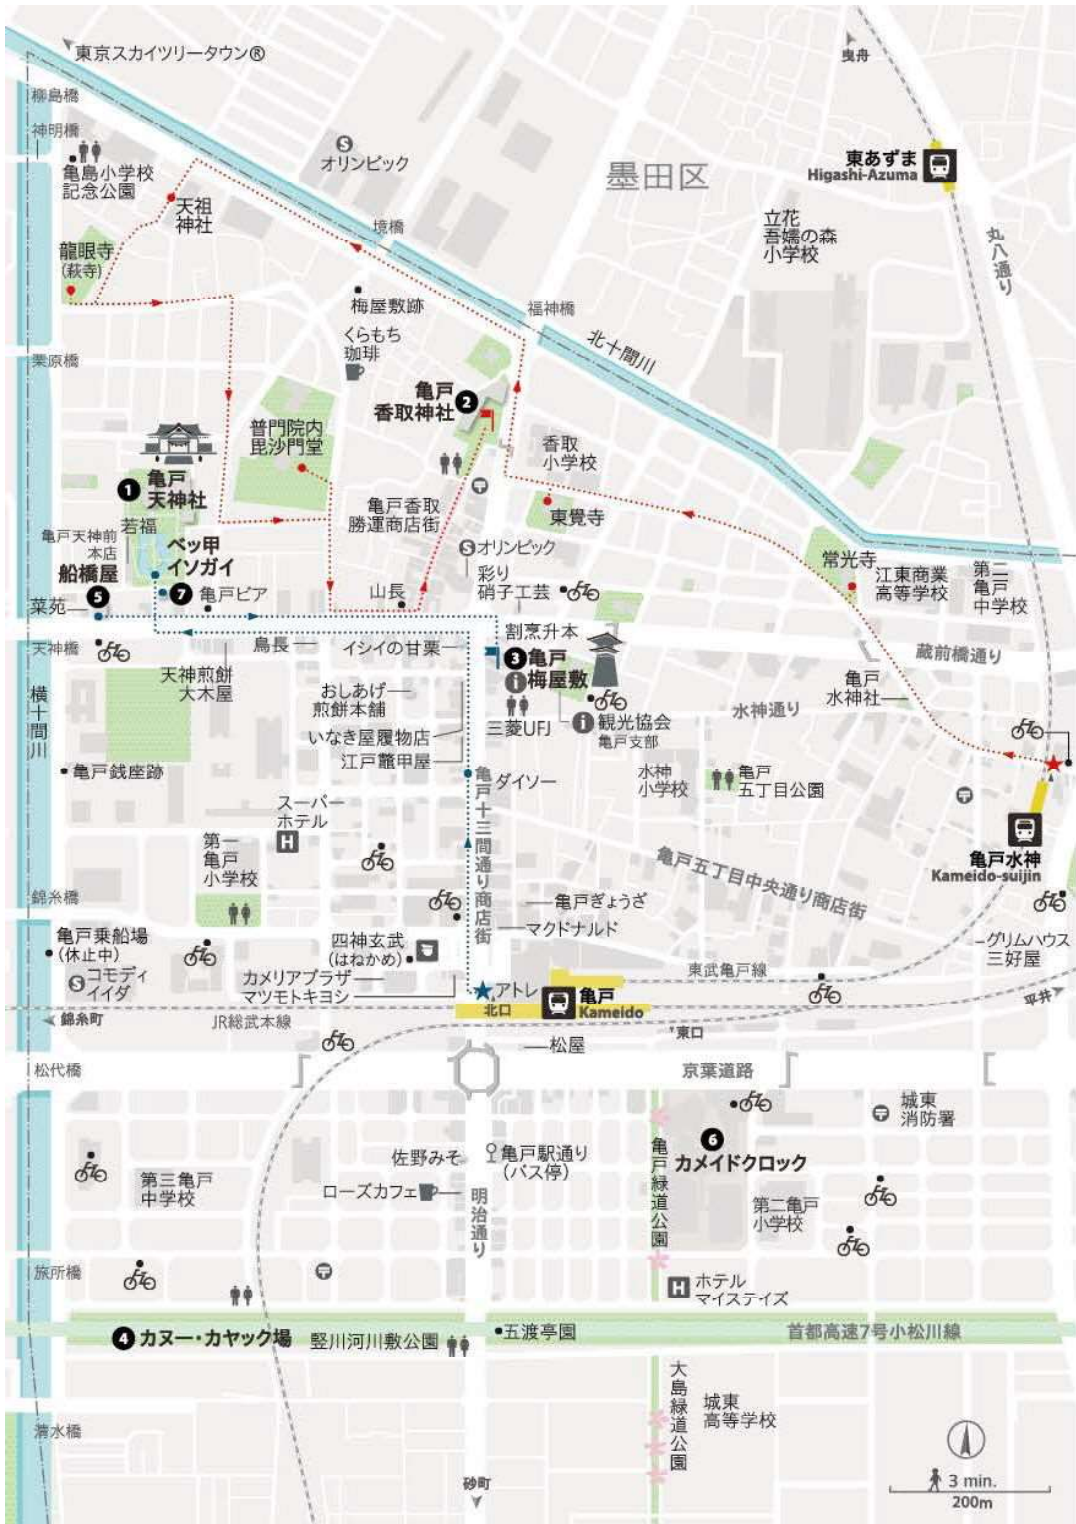 東京スカイツリータウン®
曳舟
柳島橋
神明橋
亀島小学校
記念公園
オリンピック
墨田区
東あずま
Higashi-Azuma
天祖
神社
境橋
立花
吾嬬の森
小学校
丸八通り
龍眼寺
(萩寺)
梅屋敷跡
福神橋
北十間川
くらもち
珈琲
栗原橋
亀戸
香取神社
2
普門院内
毘沙門堂
香取
小学校
1
亀戸
天神社
亀戸香取
勝運商店街
東覺寺
若福
亀戸天神前
本店
船橋屋
5
ベッ甲
イソガイ
7
亀戸ビア
オリンピック
彩り
硝子工芸
常光寺
江東商業
高等学校
第二
亀戸
中学校
菜苑
山長
天神橋
鳥長
イシイの甘栗
割烹升本
3
亀戸
梅屋敷
蔵前橋通り
横十間川
天神煎餅
大木屋
おしあげ
煎餅本舗
三菱UFJ
観光協会
亀戸支部
水神通り
亀戸
水神社
いなき屋履物店
江戸鼈甲屋
亀戸銭座跡
ダイソー
水神
小学校
亀戸
五丁目公園
スーパー
ホテル
H
亀戸十三間通り商店街
第一
亀戸
小学校
亀戸水神
Kameido-suijin
亀戸五丁目中央通り商店街
錦糸橋
亀戸ぎょうざ
マクドナルド
亀戸乗船場
(休止中)
四神玄武
(はねかめ)
グリムハウス
三好屋
コモディ
イイダ
カメリアプラザ
マツモトキヨシ
東武亀戸線
アトレ
北口
亀戸
Kameido
平井
錦糸町
JR総武本線
東口
松屋
松代橋
京葉道路
城東
消防署
6
カメイドクロック
佐野みそ
亀戸駅通り
(バス停)
亀戸緑道公園
第三亀戸
中学校
ローズカフェ
明治通り
第二亀戸
小学校
旅所橋
H
ホテル
マイステイズ
4
カヌー・カヤック場
竪川河川敷公園
五渡亭園
首都高速7号小松川線
大島緑道公園
城東
高等学校
清水橋
砂町
3 min.
200m